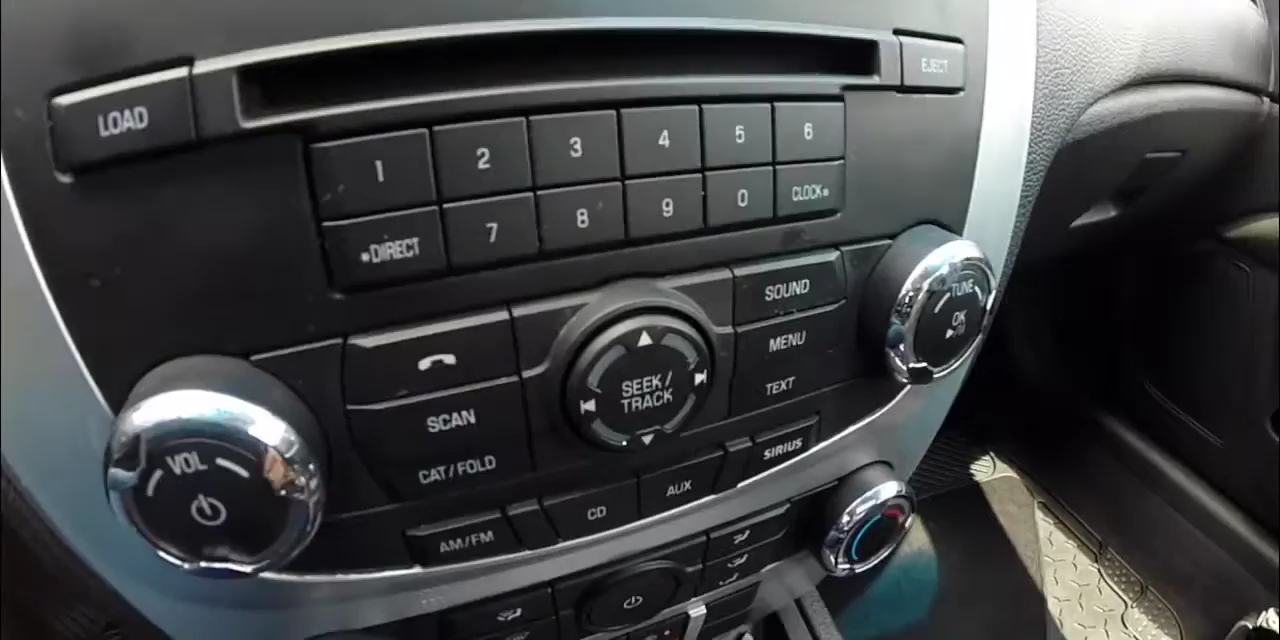 LOAD
EJECT
1 2 3 4 5 6
DIRECT 7 8 9 0 CLOCK
SOUND
TUNE
OK
MENU
SEEK/
TRACK
TEXT
SCAN
CAT/FOLD
VOL
SIRIUS
AUX
CD
AM/FM